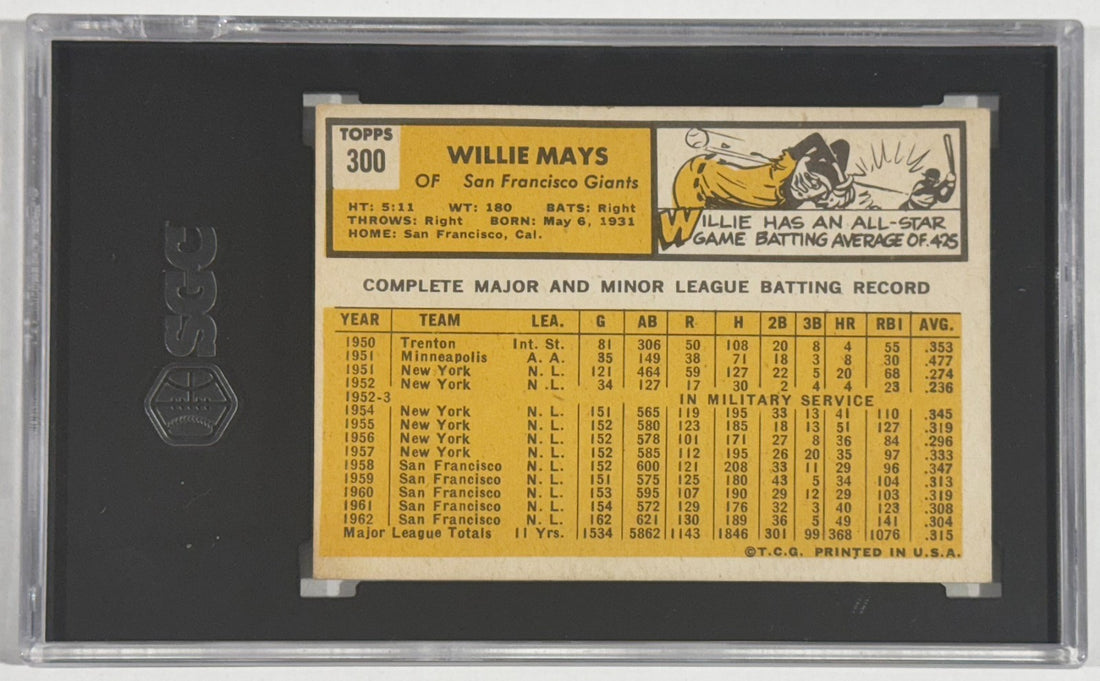 SGC
TOPPS
300
WILLIE MAYS
OF San Francisco Giants
HT: 5:11 WT: 180 BATS: Right
THROWS: Right BORN: May 6, 1931
HOME: San Francisco, Cal.
WILLIE HAS AN ALL-STAR
GAME BATTING AVERAGE OF .425
COMPLETE MAJOR AND MINOR LEAGUE BATTING RECORD
YEAR TEAM LEA. G AB R H 2B 3B HR RBI AVG.
1950 Trenton Int. St. 81 306 50 108 20 8 4 55 .353
1951 Minneapolis A. A. 35 149 38 71 18 3 8 30 .477
1951 New York N. L. 121 464 59 127 22 5 20 68 .274
1952 New York N .L. 34 127 17 30 2 4 4 23 .236
1952-3 IN MILITARY SERVICE
1954 New York N. L. 151 565 119 195 33 13 41 110 .345
1955 New York N. L. 152 580 123 185 18 13 51 127 .319
1956 New York N. L. 152 578 101 171 27 8 36 84 .296
1957 New York N. L. 152 585 112 195 26 20 35 97 .333
1958 San Francisco N. L. 152 600 121 208 33 11 29 96 .347
1959 San Francisco N. L. 151 575 125 180 43 5 34 104 .313
1960 San Francisco N. L. 153 595 107 190 29 12 29 103 .319
1961 San Francisco N. L. 154 572 129 176 32 3 40 123 .308
1962 San Francisco N. L. 162 621 130 189 36 5 49 141 .304
Major League Totals 11 Yrs. 1534 5862 1143 1846 301 99 368 1076 .315
©T.C.G. PRINTED IN U.S.A.